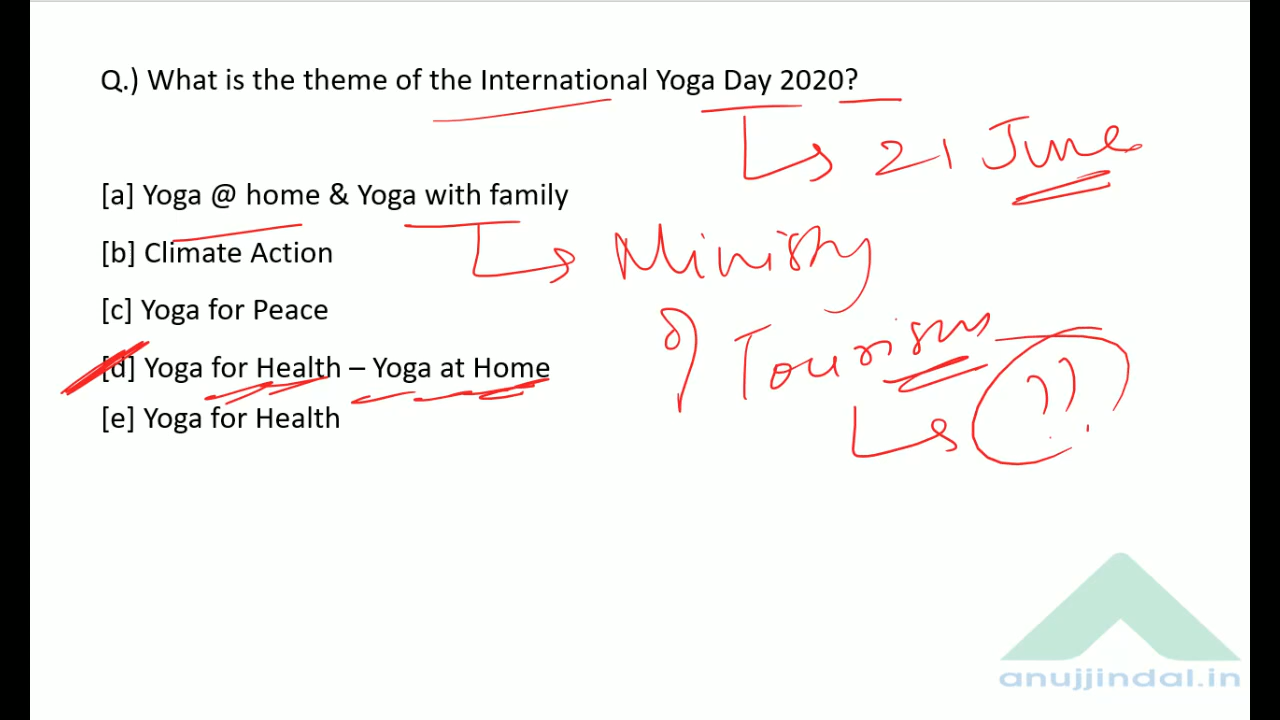 Q.) What is the theme of the International Yoga Day 2020?
21 June
[a] Yoga @ home & Yoga with family
[b] Climate Action
Ministry
[c] Yoga for Peace
of Tourism
[d] Yoga for Health – Yoga at Home
??
[e] Yoga for Health
anujjindal.in